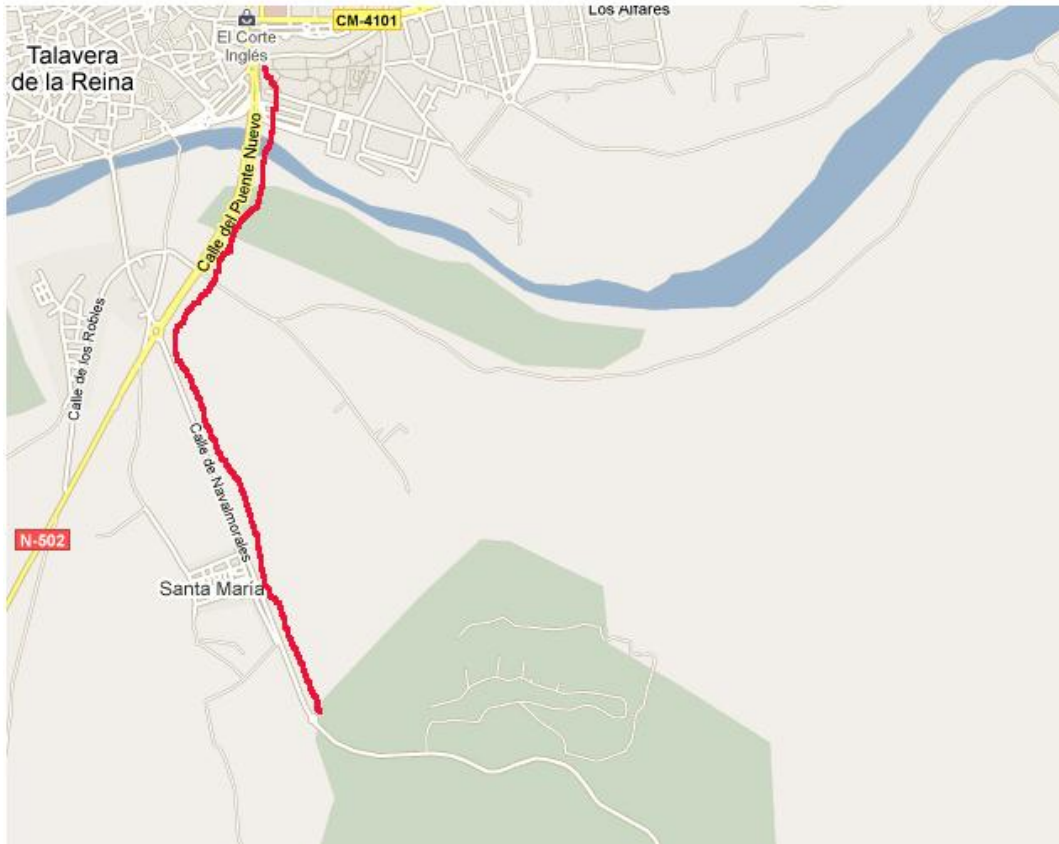 Los Alfares
CM-4101
El Corte
Inglés
Talavera
de la Reina
Calle del Puente Nuevo
Calle de los Robles
Calle de Navalmorales
N-502
Santa María